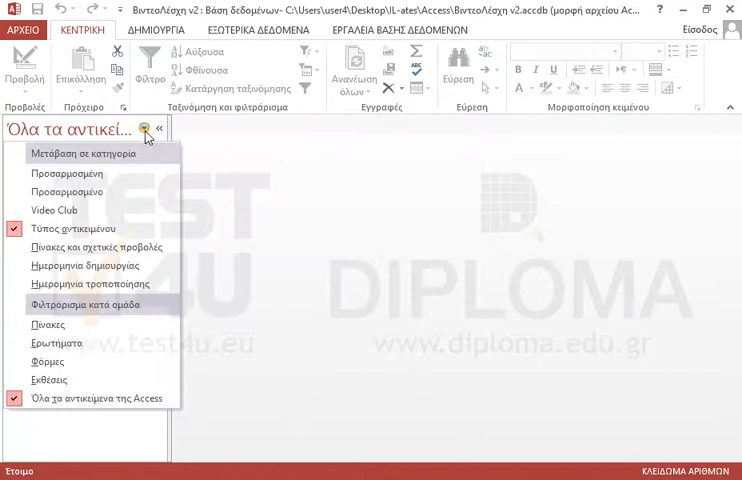 ΒιντεοΛέσχη v2 : Βάση δεδομένων- C:\Users\user4\Desktop\IL-ates\Access\ΒιντεοΛέσχη v2.accdb (μορφή αρχείου Ac...
ΑΡΧΕΙΟ ΚΕΝΤΡΙΚΗ ΔΗΜΙΟΥΡΓΙΑ ΕΞΩΤΕΡΙΚΑ ΔΕΔΟΜΕΝΑ ΕΡΓΑΛΕΙΑ ΒΑΣΗΣ ΔΕΔΟΜΕΝΩΝ Είσοδος
Προβολή Επικόλληση Φίλτρο Αύξουσα Φθίνουσα Κατάργηση ταξινόμησης Ανανέωση όλων Εύρεση
Προβολές Πρόχειρο Ταξινόμηση και φιλτράρισμα Εγγραφές Εύρεση Μορφοποίηση κειμένου
Όλα τα αντικεί...
Μετάβαση σε κατηγορία
Προσαρμοσμένη
Προσαρμοσμένο
Video Club
Τύπος αντικειμένου
Πίνακες και σχετικές προβολές
Ημερομηνία δημιουργίας
Ημερομηνία τροποποίησης
Φιλτράρισμα κατά ομάδα
Πίνακες
Ερωτήματα
Φόρμες
Εκθέσεις
Όλα τα αντικείμενα της Access
TEST4U
DIPLOMA
www.test4u.eu
www.diploma.edu.gr
Έτοιμο ΚΛΕΙΔΩΜΑ ΑΡΙΘΜΩΝ